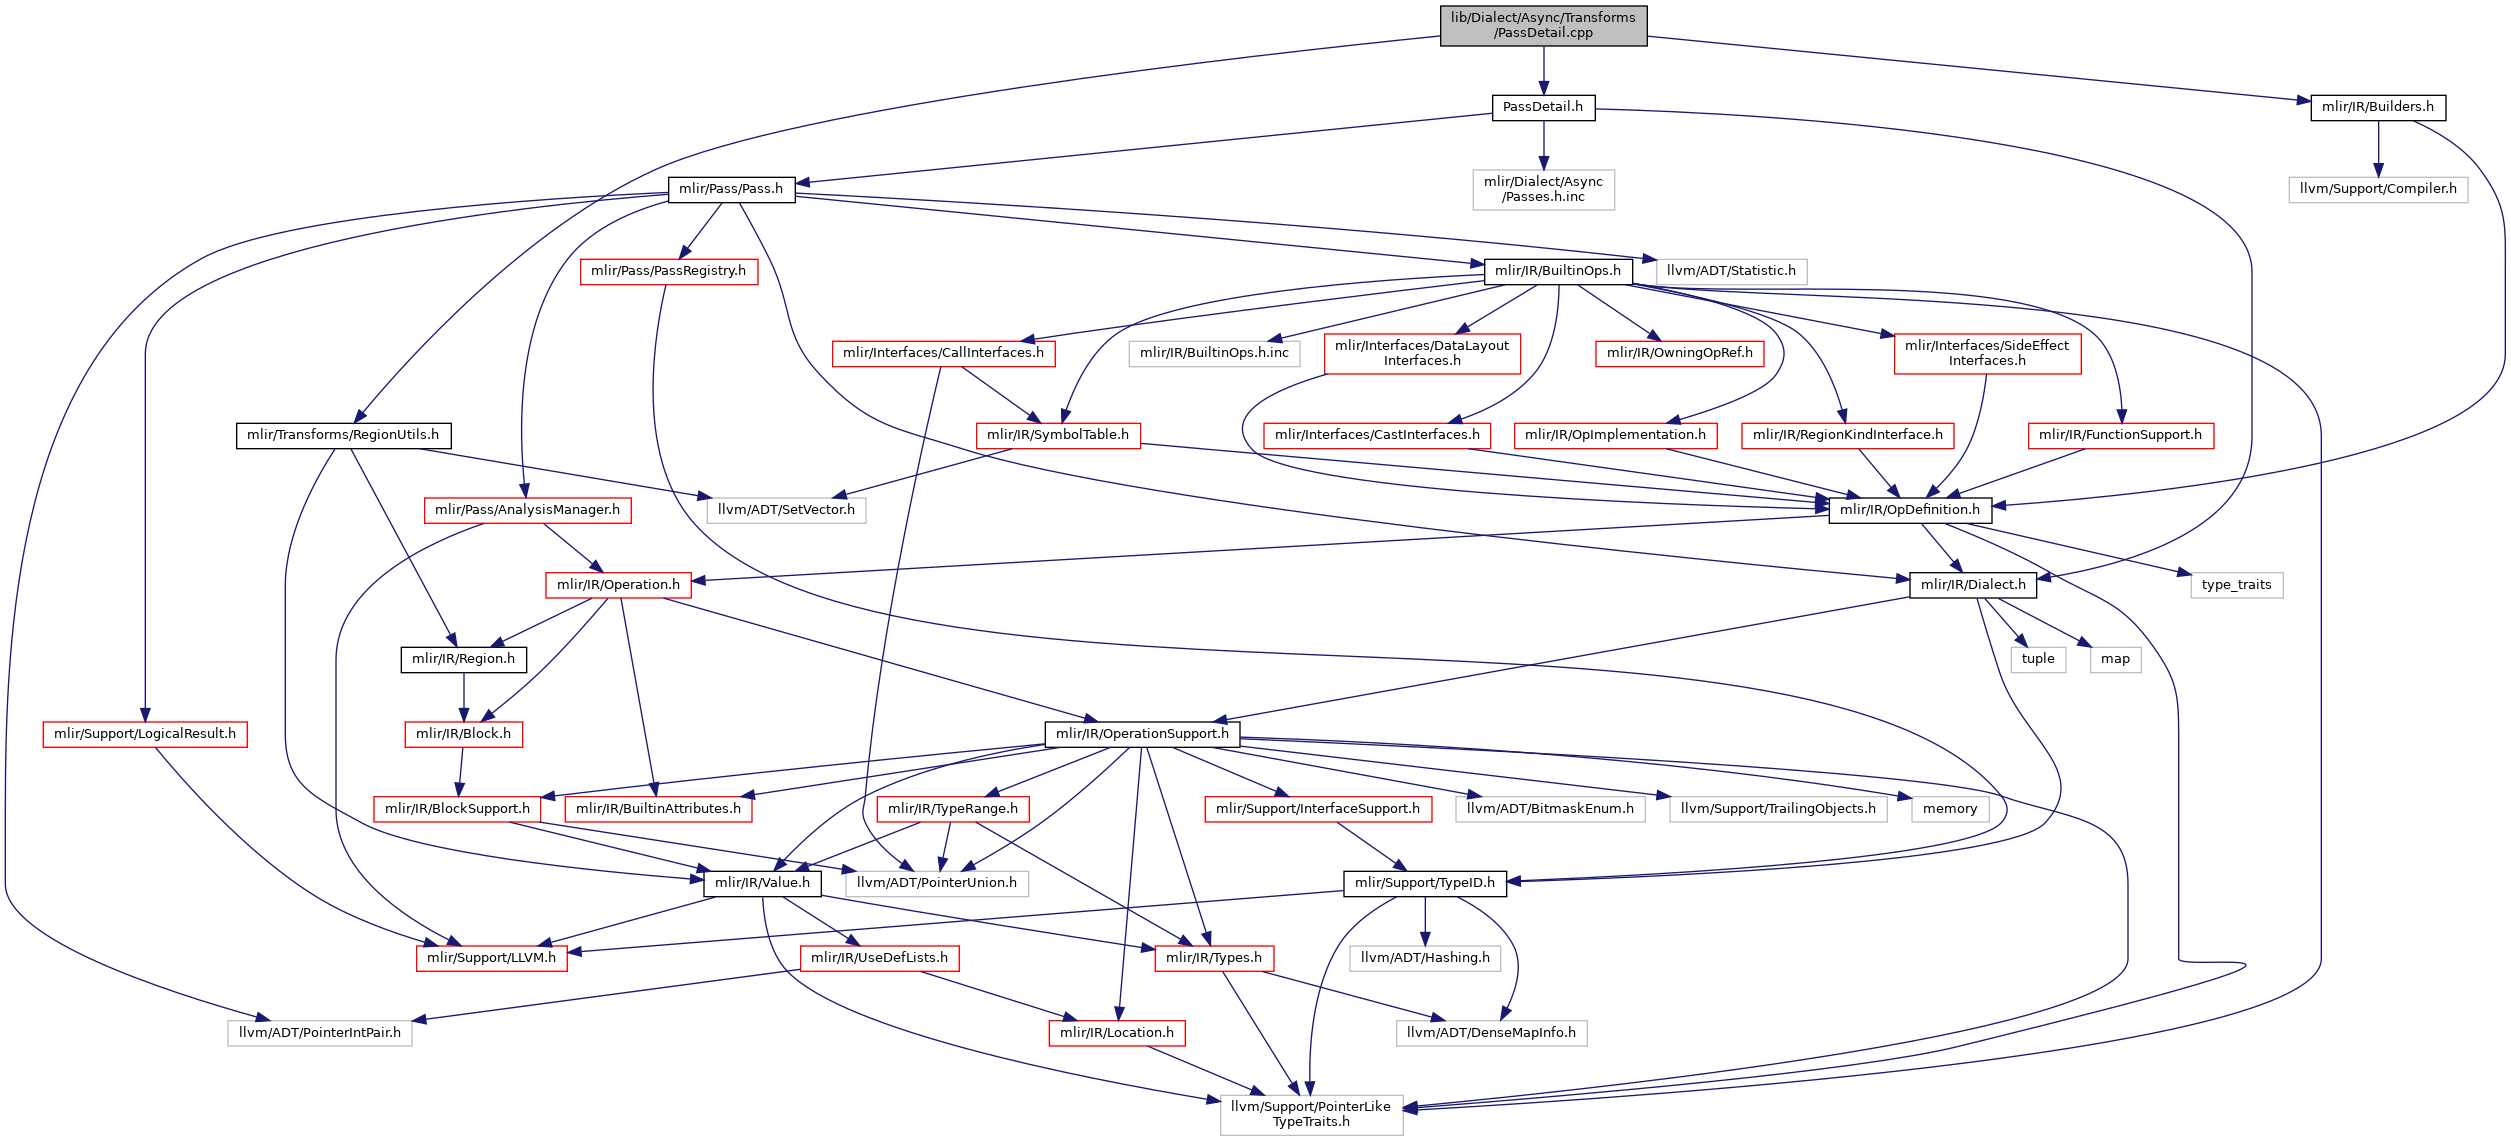 lib/Dialect/Async/Transforms
/PassDetail.cpp
PassDetail.h
mlir/IR/Builders.h
mlir/Pass/Pass.h
mlir/Dialect/Async
/Passes.h.inc
llvm/Support/Compiler.h
mlir/Pass/PassRegistry.h
mlir/IR/BuiltinOps.h
llvm/ADT/Statistic.h
mlir/Interfaces/CallInterfaces.h
mlir/IR/BuiltinOps.h.inc
mlir/Interfaces/DataLayout
Interfaces.h
mlir/IR/OwningOpRef.h
mlir/Interfaces/SideEffect
Interfaces.h
mlir/Transforms/RegionUtils.h
mlir/IR/SymbolTable.h
mlir/Interfaces/CastInterfaces.h
mlir/IR/OpImplementation.h
mlir/IR/RegionKindInterface.h
mlir/IR/FunctionSupport.h
mlir/Pass/AnalysisManager.h
llvm/ADT/SetVector.h
mlir/IR/OpDefinition.h
mlir/IR/Operation.h
mlir/IR/Dialect.h
type_traits
mlir/IR/Region.h
tuple
map
mlir/Support/LogicalResult.h
mlir/IR/Block.h
mlir/IR/OperationSupport.h
mlir/IR/BlockSupport.h
mlir/IR/BuiltinAttributes.h
mlir/IR/TypeRange.h
mlir/Support/InterfaceSupport.h
llvm/ADT/BitmaskEnum.h
llvm/Support/TrailingObjects.h
memory
mlir/IR/Value.h
llvm/ADT/PointerUnion.h
mlir/Support/TypeID.h
mlir/Support/LLVM.h
mlir/IR/UseDefLists.h
mlir/IR/Types.h
llvm/ADT/Hashing.h
llvm/ADT/PointerIntPair.h
mlir/IR/Location.h
llvm/ADT/DenseMapInfo.h
llvm/Support/PointerLike
TypeTraits.h